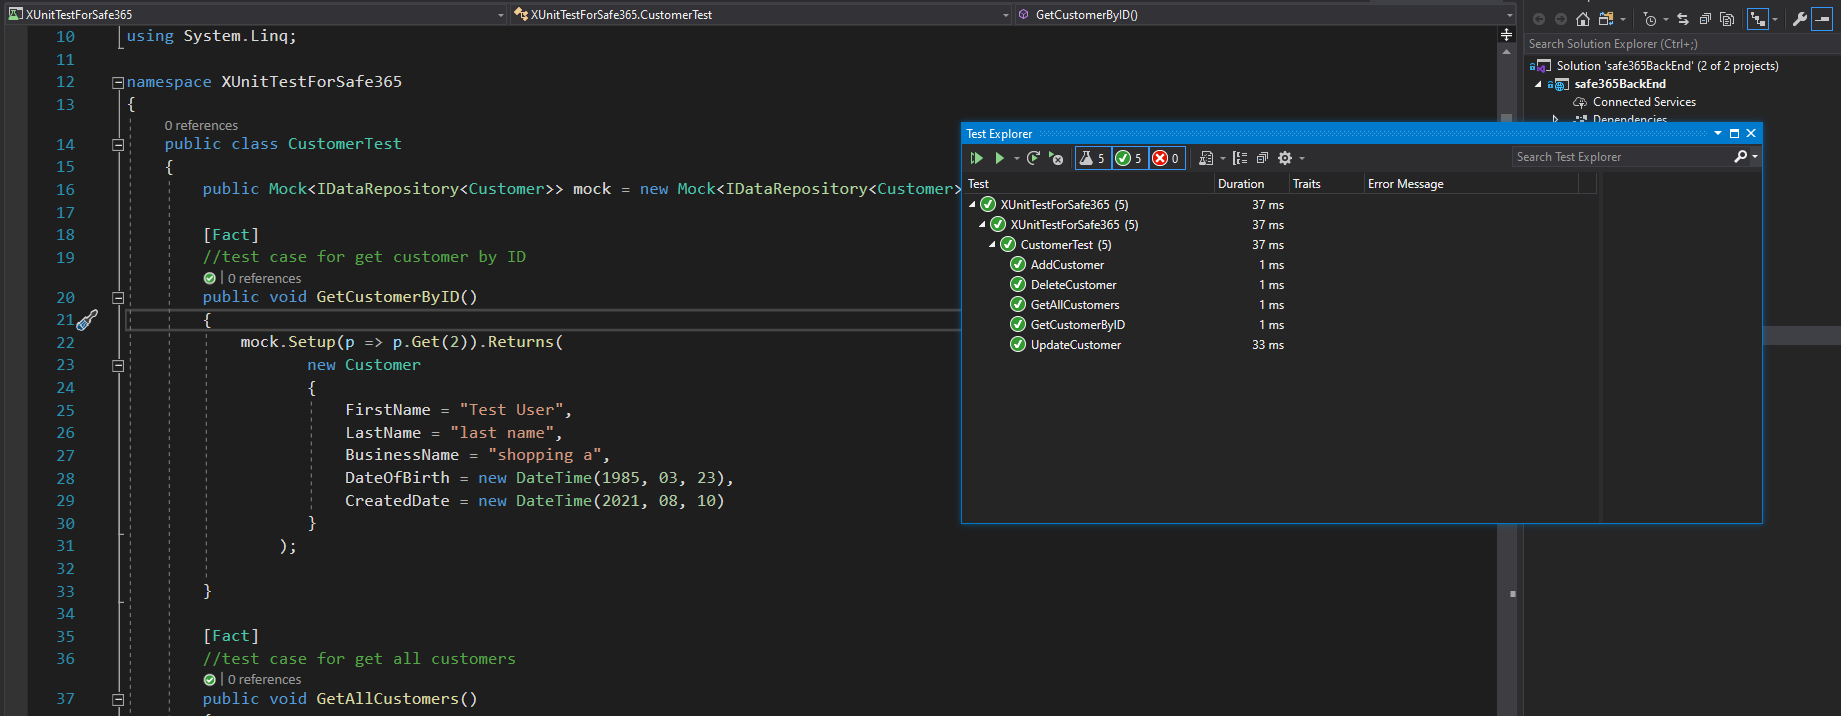 XUnitTestForSafe365
XUnitTestForSafe365.CustomerTest
GetCustomerByID()
10 using System.Linq;
11
12 namespace XUnitTestForSafe365
13 {
0 references
14 public class CustomerTest
15 {
16 public Mock<IDataRepository<Customer>> mock = new Mock<IDataRepository<Customer>
17
18 [Fact]
19 //test case for get customer by ID
| 0 references
20 public void GetCustomerByID()
21 {
22 mock.Setup(p => p.Get(2)).Returns(
23 new Customer
24 {
25 FirstName = "Test User",
26 LastName = "last name",
27 BusinessName = "shopping a",
28 DateOfBirth = new DateTime(1985, 03, 23),
29 CreatedDate = new DateTime(2021, 08, 10)
30 }
31 );
32
33 }
34
35 [Fact]
36 //test case for get all customers
| 0 references
37 public void GetAllCustomers()
Test Explorer
5 5 0
Search Test Explorer
Test Duration Traits Error Message
XUnitTestForSafe365 (5) 37 ms
XUnitTestForSafe365 (5) 37 ms
CustomerTest (5) 37 ms
AddCustomer 1 ms
DeleteCustomer 1 ms
GetAllCustomers 1 ms
GetCustomerByID 1 ms
UpdateCustomer 33 ms
Search Solution Explorer (Ctrl+;)
Solution 'safe365BackEnd' (2 of 2 projects)
safe365BackEnd
Connected Services
Dependencies